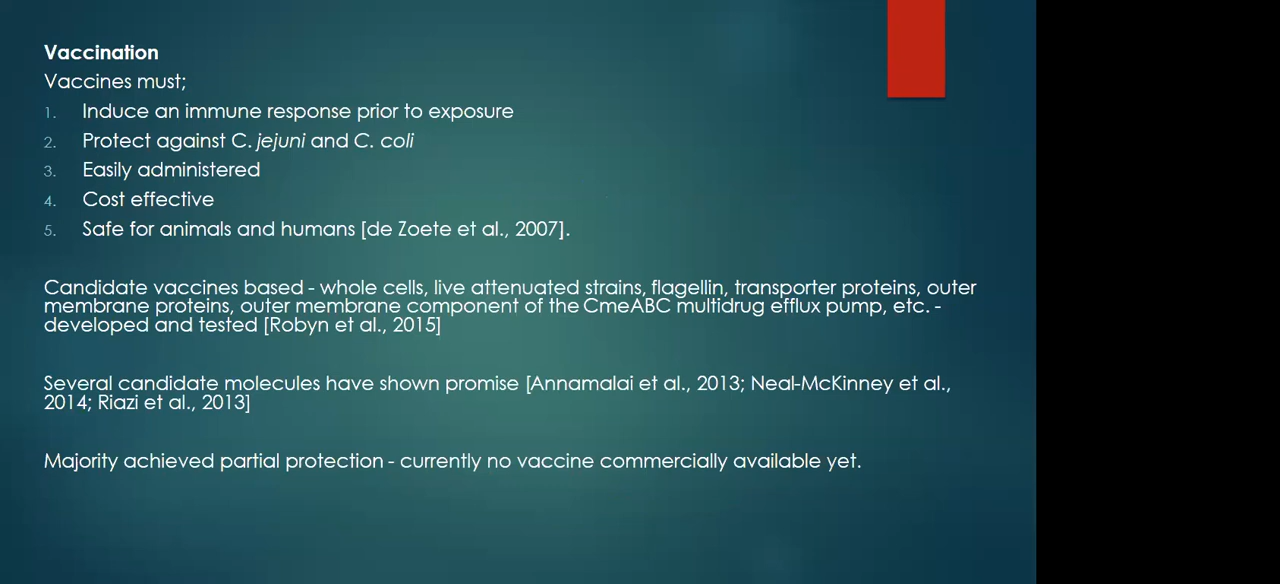 Vaccination
Vaccines must;
1. Induce an immune response prior to exposure
2. Protect against C. jejuni and C. coli
3. Easily administered
4. Cost effective
5. Safe for animals and humans [de Zoete et al., 2007].
Candidate vaccines based - whole cells, live attenuated strains, flagellin, transporter proteins, outer
membrane proteins, outer membrane component of the CmeABC multidrug efflux pump, etc. -
developed and tested [Robyn et al., 2015]
Several candidate molecules have shown promise [Annamalai et al., 2013; Neal-McKinney et al.,
2014; Riazi et al., 2013]
Majority achieved partial protection - currently no vaccine commercially available yet.